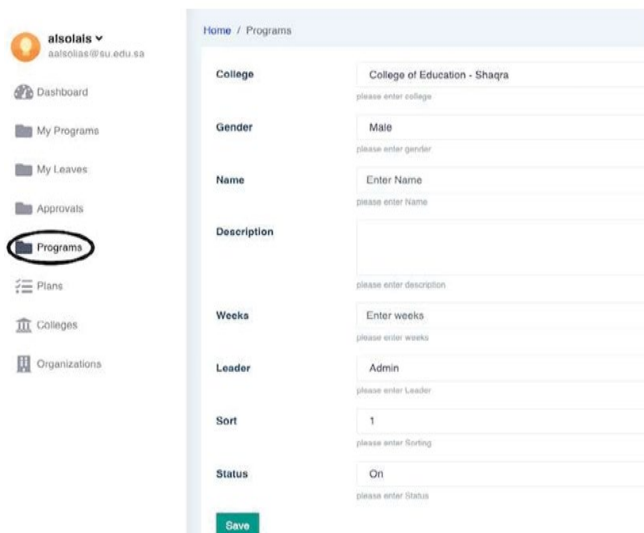 alsolais
aalsolias@su.edu.sa
Dashboard
My Programs
My Leaves
Approvals
Programs
Plans
Colleges
Organizations
Home / Programs
College
College of Education - Shaqra
please enter college
Gender
Male
please enter gender
Name
Enter Name
please enter Name
Description
please enter description
Weeks
Enter weeks
please enter weeks
Leader
Admin
please enter Leader
Sort
1
please enter Sorting
Status
On
please enter Status
Save